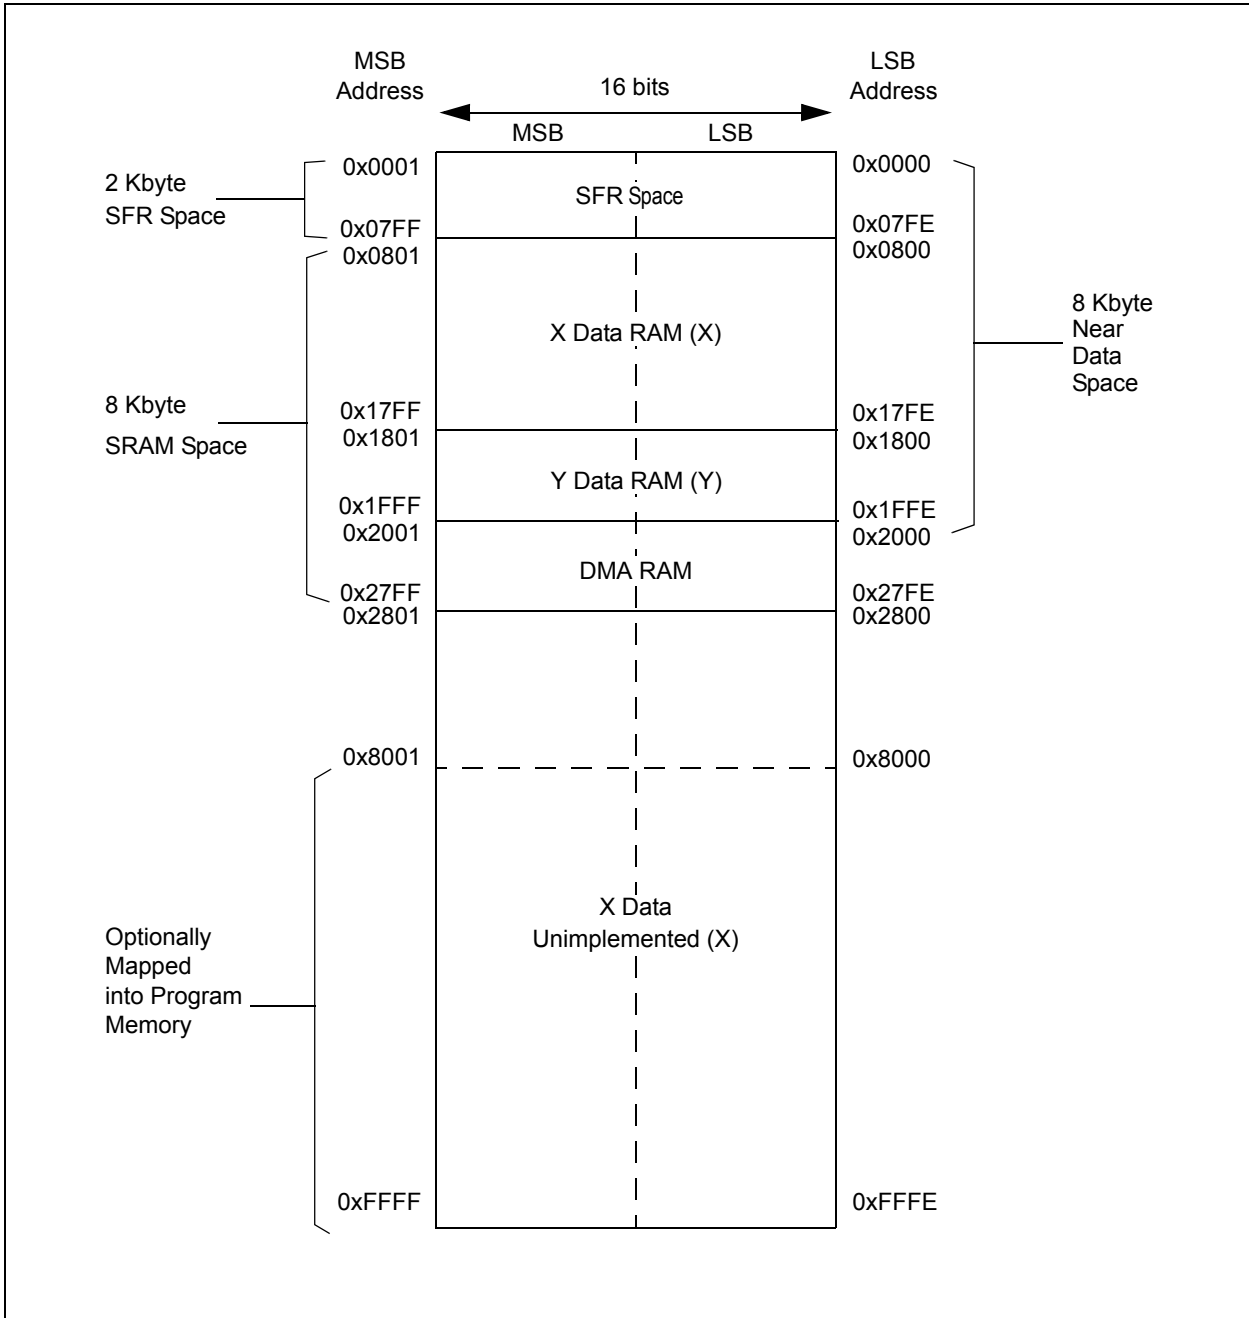 MSB
Address
16 bits
LSB
Address
MSB
LSB
2 Kbyte
SFR Space
0x0001
0x07FF
0x0801
SFR Space
0x0000
0x07FE
0x0800
8 Kbyte
SRAM Space
X Data RAM (X)
8 Kbyte
Near
Data
Space
0x17FF
0x1801
0x17FE
0x1800
Y Data RAM (Y)
0x1FFF
0x2001
0x1FFE
0x2000
DMA RAM
0x27FF
0x2801
0x27FE
0x2800
0x8001
0x8000
X Data
Unimplemented (X)
Optionally
Mapped
into Program
Memory
0xFFFF
0xFFFE